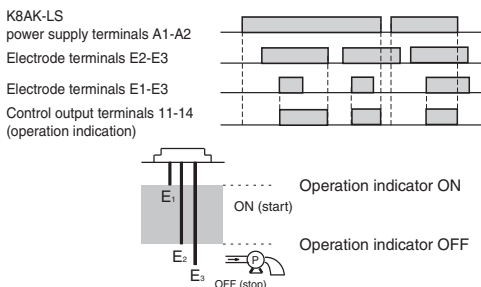 K8AK-LS
power supply terminals A1-A2
Electrode terminals E2-E3
Electrode terminals E1-E3
Control output terminals 11-14
(operation indication)
E1
Operation indicator ON
ON (start)
Operation indicator OFF
E2
P
E3
OFF (stop)